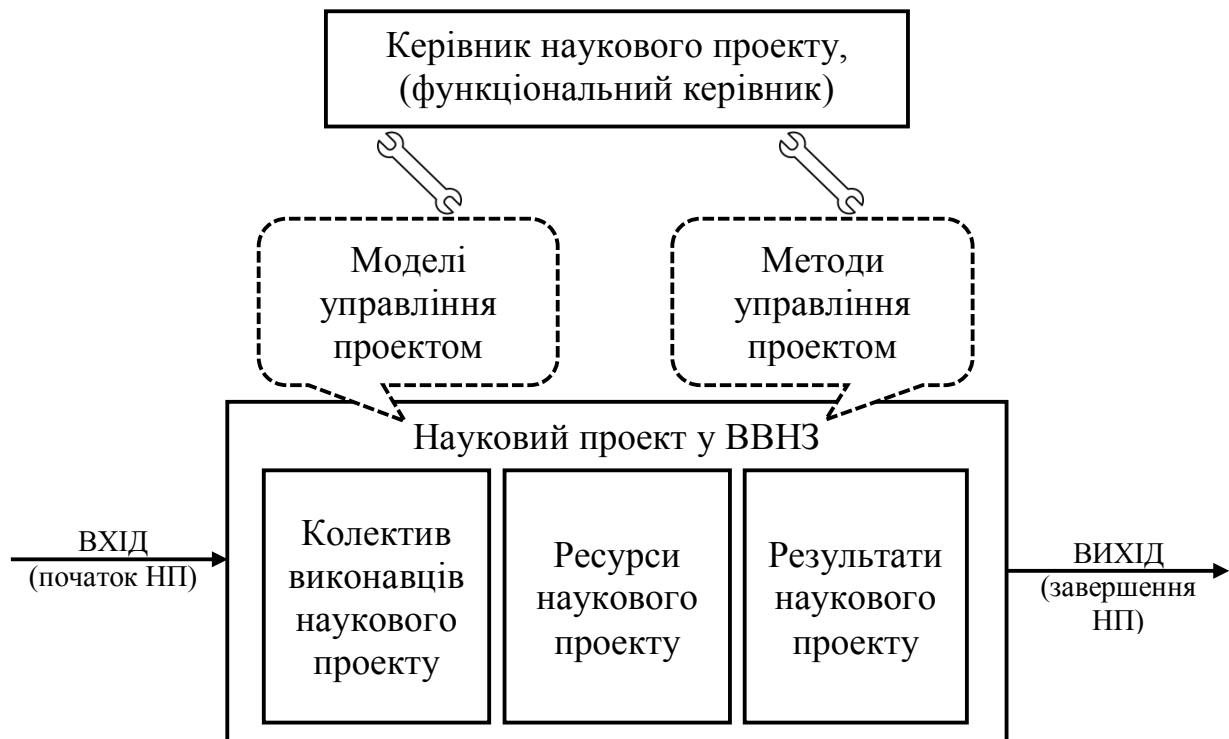 Керівник наукового проекту,
(функціональний керівник)
Моделі
управління
проектом
Методи
управління
проектом
Науковий проект у ВВНЗ
ВХІД
(початок НП)
Колектив
виконавців
наукового
проекту
Ресурси
наукового
проекту
Результати
наукового
проекту
ВИХІД
(завершення
НП)